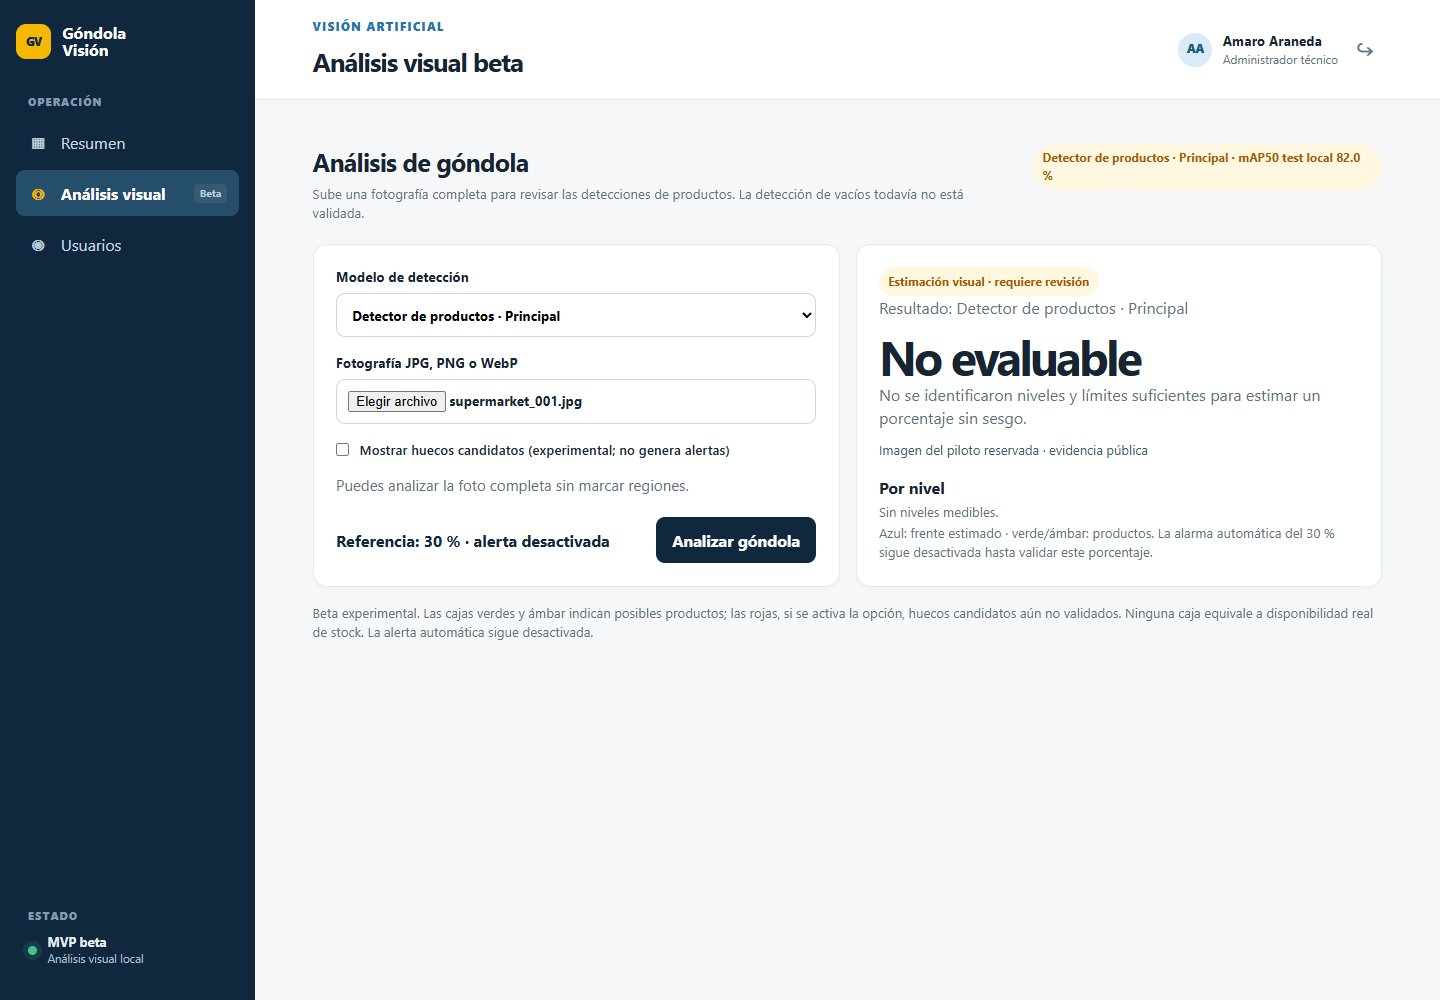 GV
Góndola
Visión
OPERACIÓN
Resumen
Análisis visual
Beta
Usuarios
ESTADO
MVP beta
Análisis visual local
VISIÓN ARTIFICIAL
Análisis visual beta
AA
Amaro Araneda
Administrador técnico
Análisis de góndola
Sube una fotografía completa para revisar las detecciones de productos. La detección de vacíos todavía no está
validada.
Detector de productos · Principal · mAP50 test local 82.0
%
Modelo de detección
Detector de productos · Principal
Fotografía JPG, PNG o WebP
Elegir archivo supermarket_001.jpg
Mostrar huecos candidatos (experimental; no genera alertas)
Puedes analizar la foto completa sin marcar regiones.
Referencia: 30 % · alerta desactivada
Analizar góndola
Estimación visual · requiere revisión
Resultado: Detector de productos · Principal
No evaluable
No se identificaron niveles y límites suficientes para estimar un
porcentaje sin sesgo.
Imagen del piloto reservada · evidencia pública
Por nivel
Sin niveles medibles.
Azul: frente estimado · verde/ámbar: productos. La alarma automática del 30 %
sigue desactivada hasta validar este porcentaje.
Beta experimental. Las cajas verdes y ámbar indican posibles productos; las rojas, si se activa la opción, huecos candidatos aún no validados. Ninguna caja equivale a disponibilidad real
de stock. La alerta automática sigue desactivada.